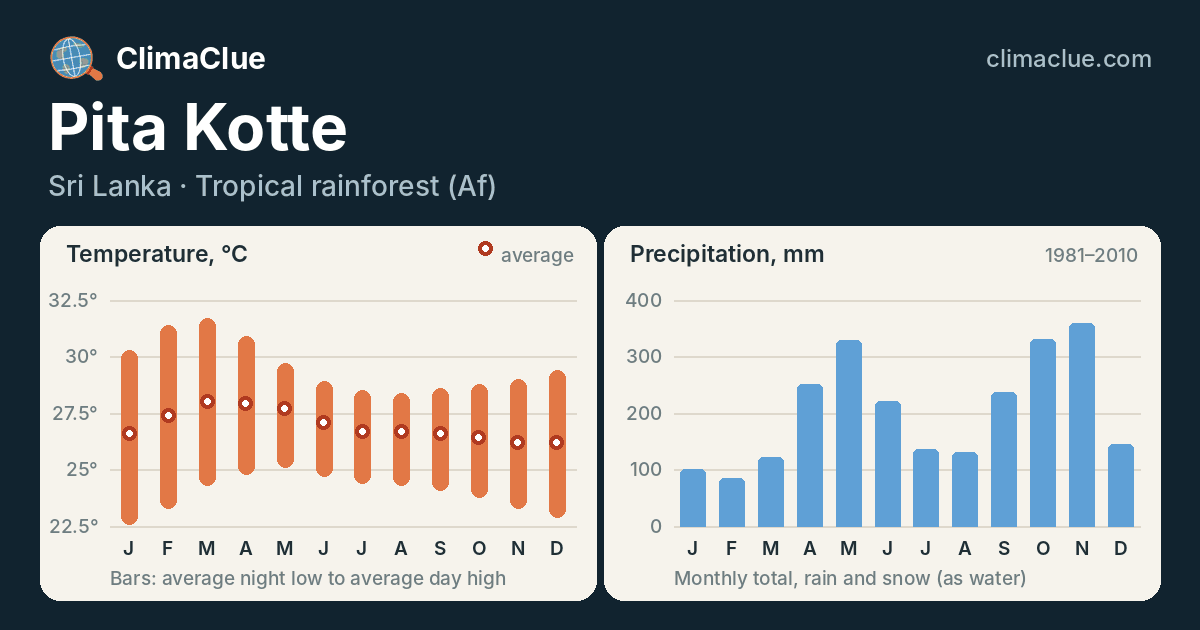 ClimaClue
climaclue.com
Pita Kotte
Sri Lanka · Tropical rainforest (Af)
Temperature, °C
average
32.5°
30°
27.5°
25°
22.5°
J F M A M J J A S O N D
Bars: average night low to average day high
Precipitation, mm
1981–2010
400
300
200
100
0
J F M A M J J A S O N D
Monthly total, rain and snow (as water)